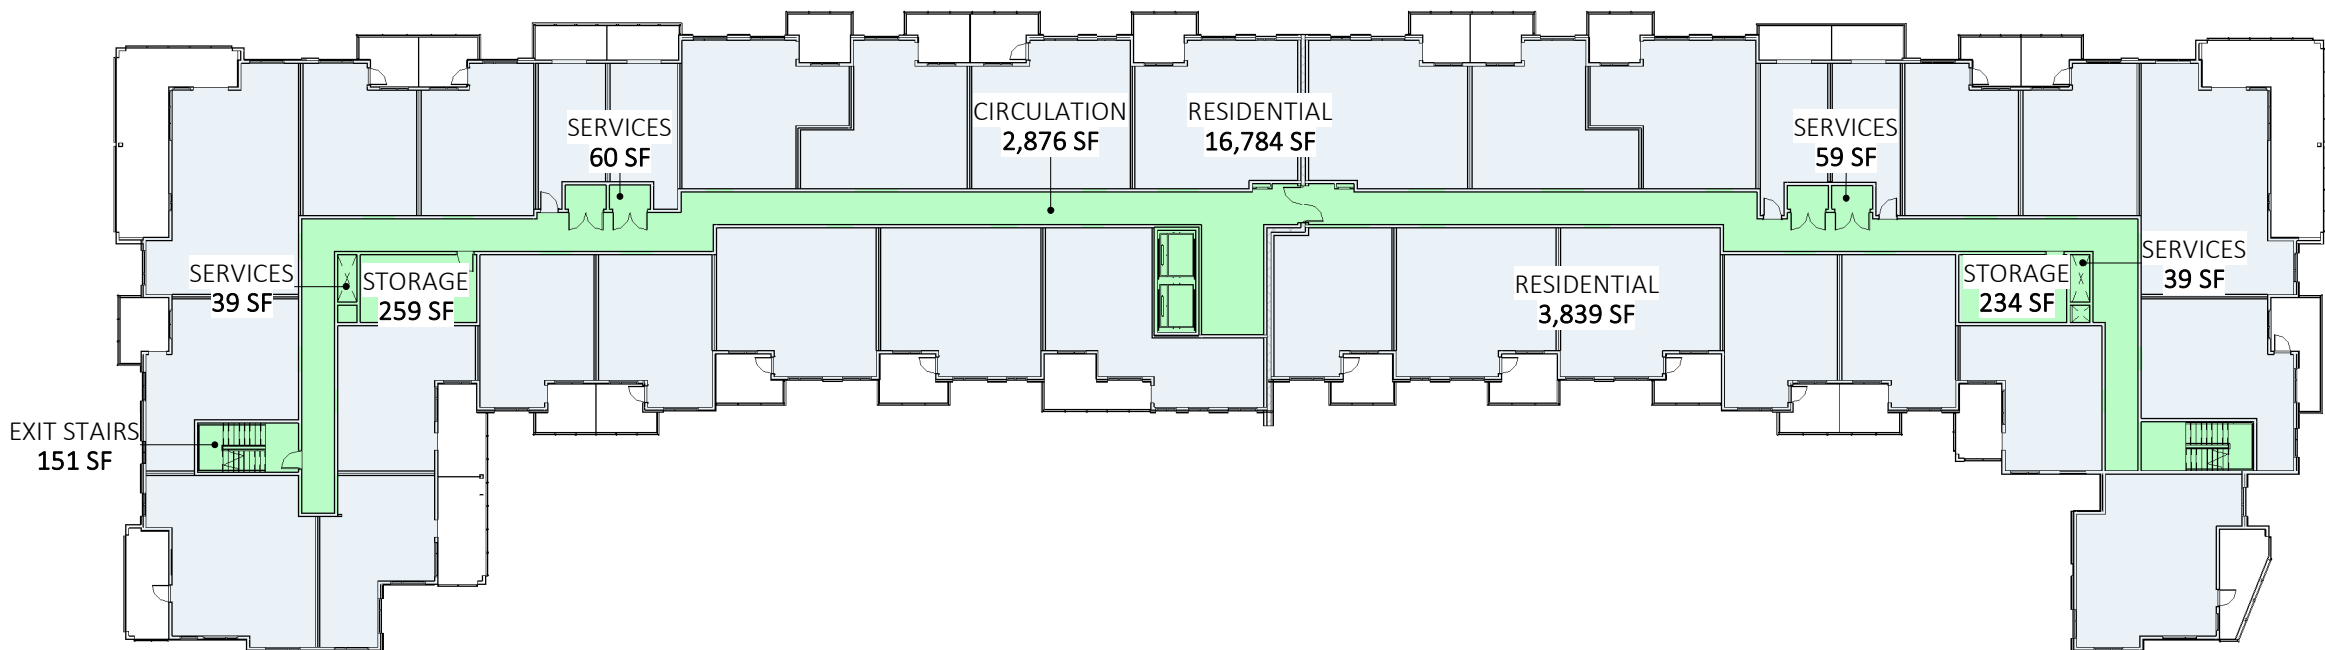 CIRCULATION
2,876 SF
RESIDENTIAL
16,784 SF
SERVICES
60 SF
SERVICES
59 SF
SERVICES
39 SF
STORAGE
259 SF
RESIDENTIAL
3,839 SF
STORAGE
234 SF
SERVICES
39 SF
EXIT STAIRS
151 SF